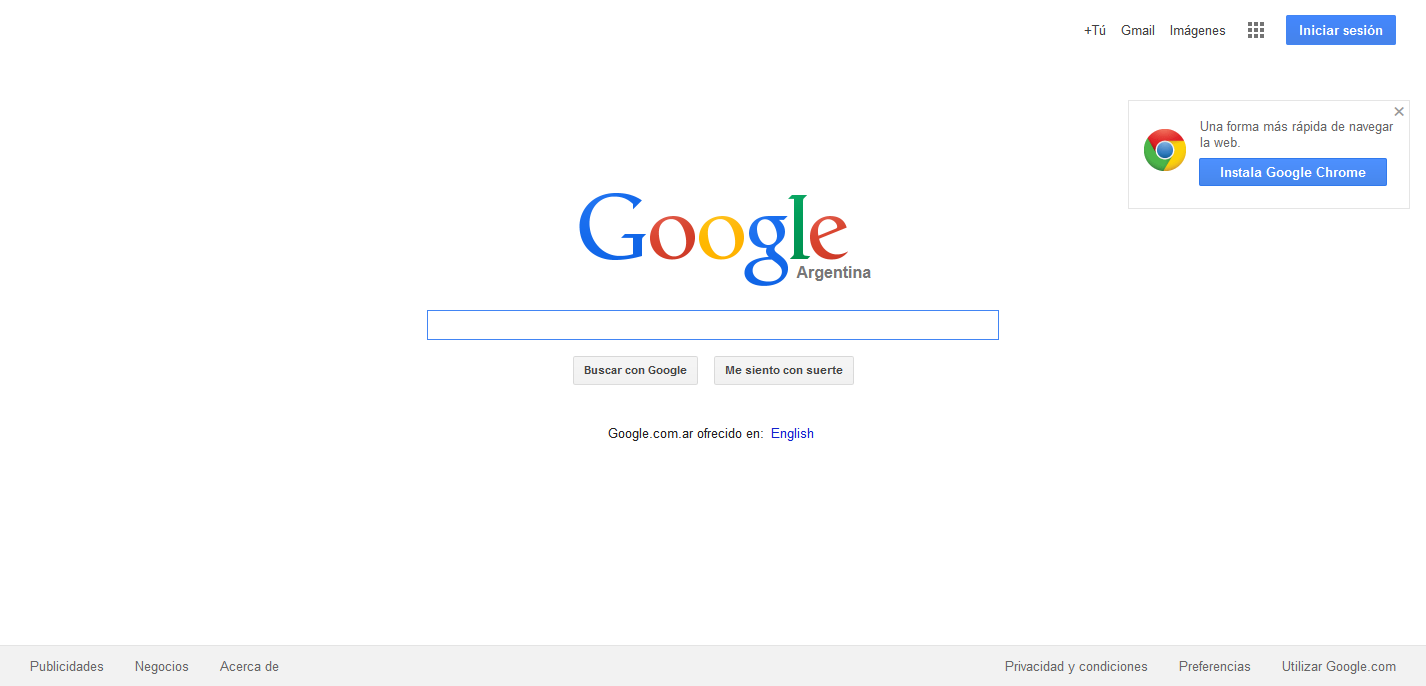 +Tú Gmail Imágenes Iniciar sesión
Una forma más rápida de navegar
la web.
Instala Google Chrome
Google
Argentina
Buscar con Google Me siento con suerte
Google.com.ar ofrecido en: English
Publicidades Negocios Acerca de Privacidad y condiciones Preferencias Utilizar Google.com